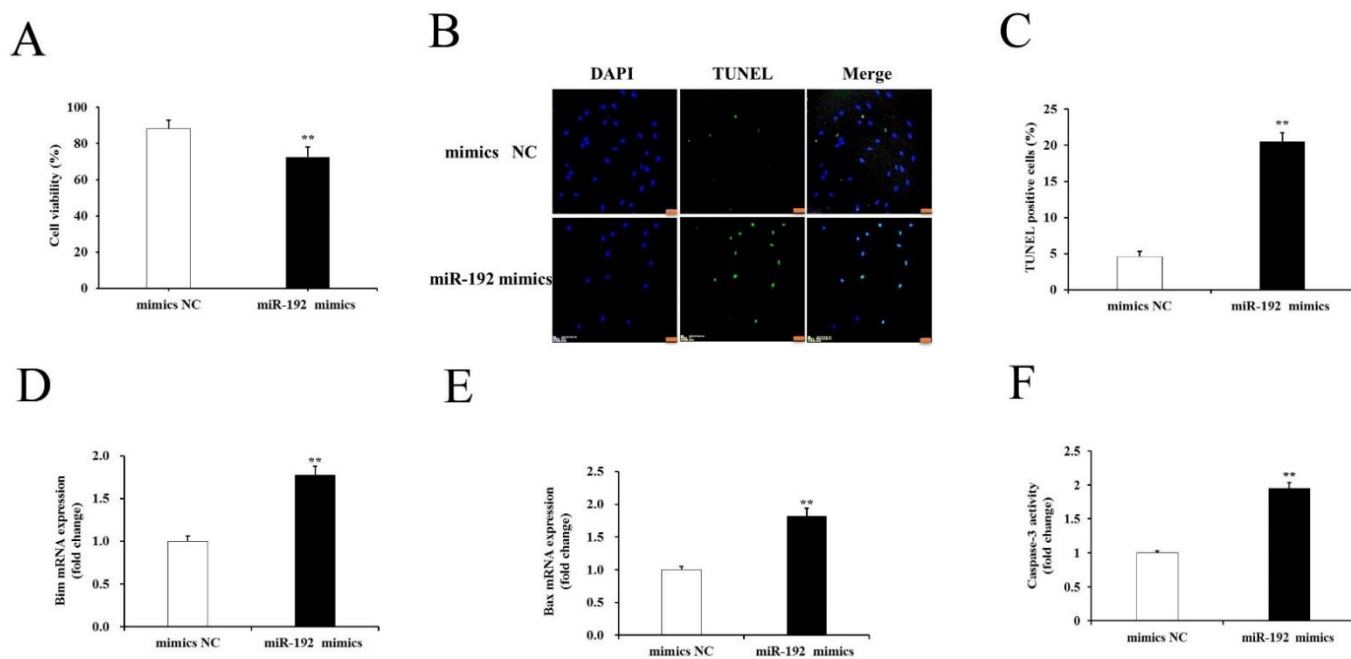 A
Cell viability (%)
100
80
60
40
20
0
**
mimics NC
miR-192 mimics
B
DAPI TUNEL Merge
mimics NC
miR-192 mimics
C
TUNEL positive cells (%)
25
20
15
10
5
0
**
mimics NC
miR-192 mimics
D
Bim mRNA expression
(fold change)
2.0
1.5
1.0
0.5
0.0
**
mimics NC
miR-192 mimics
E
Bax mRNA expression
(fold change)
2.5
2.0
1.5
1.0
0.5
0.0
**
mimics NC
miR-192 mimics
F
Caspase-3 activity
(fold change)
2.5
2
1.5
1
0.5
0
**
mimics NC
miR-192 mimics